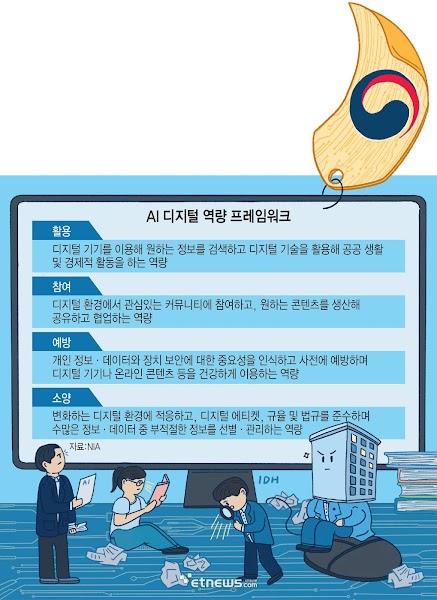 AI 디지털 역량 프레임워크
활용
디지털 기기를 이용해 원하는 정보를 검색하고 디지털 기술을 활용해 공공 생활
및 경제적 활동을 하는 역량
참여
디지털 환경에서 관심있는 커뮤니티에 참여하고, 원하는 콘텐츠를 생산해
공유하고 협업하는 역량
예방
개인 정보·데이터와 장치 보안에 대한 중요성을 인식하고 사전에 예방하며
디지털 기기나 온라인 콘텐츠 등을 건강하게 이용하는 역량
소양
변화하는 디지털 환경에 적응하고, 디지털 에티켓, 규율 및 법규를 준수하며
수많은 정보·데이터 중 부적절한 정보를 선별·관리하는 역량
자료:NIA
AI
IDH
etnews.com